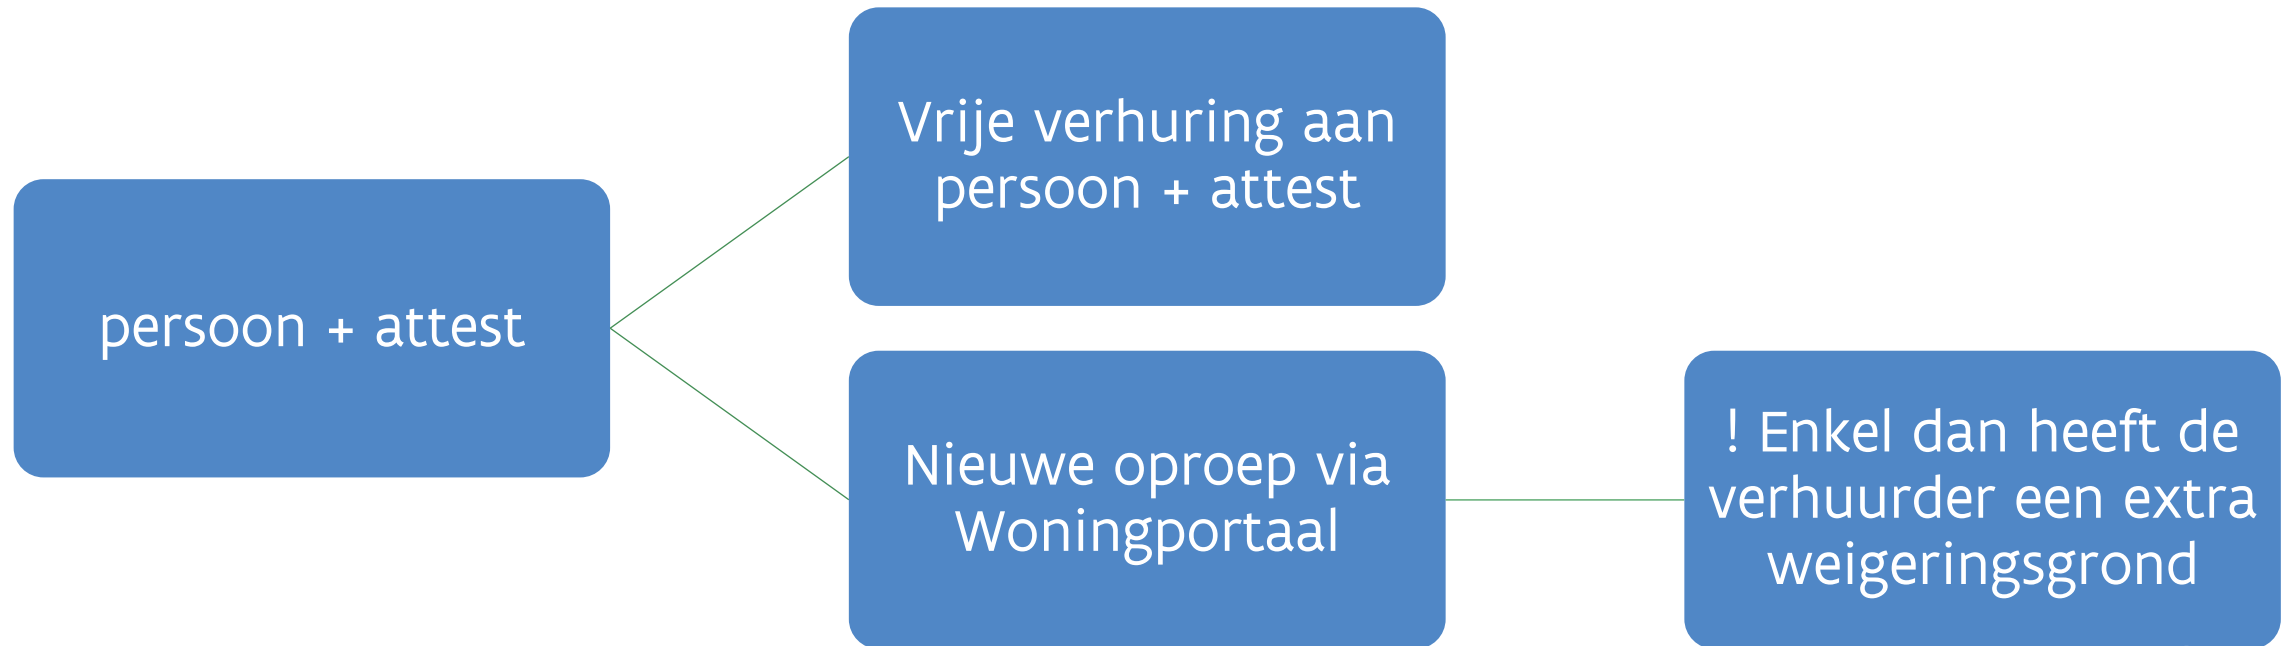 persoon + attest
Vrije verhuring aan
persoon + attest
Nieuwe oproep via
Woningportaal
! Enkel dan heeft de
verhuurder een extra
weigeringsgrond